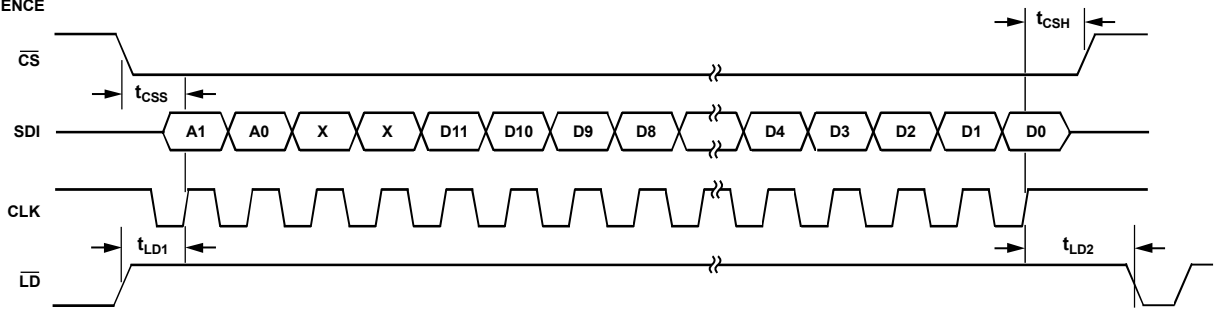 ENCE
tCSH
CS
tCSS
SDI A1 A0 X X D11 D10 D9 D8 D4 D3 D2 D1 D0
CLK
tLD1 tLD2
LD